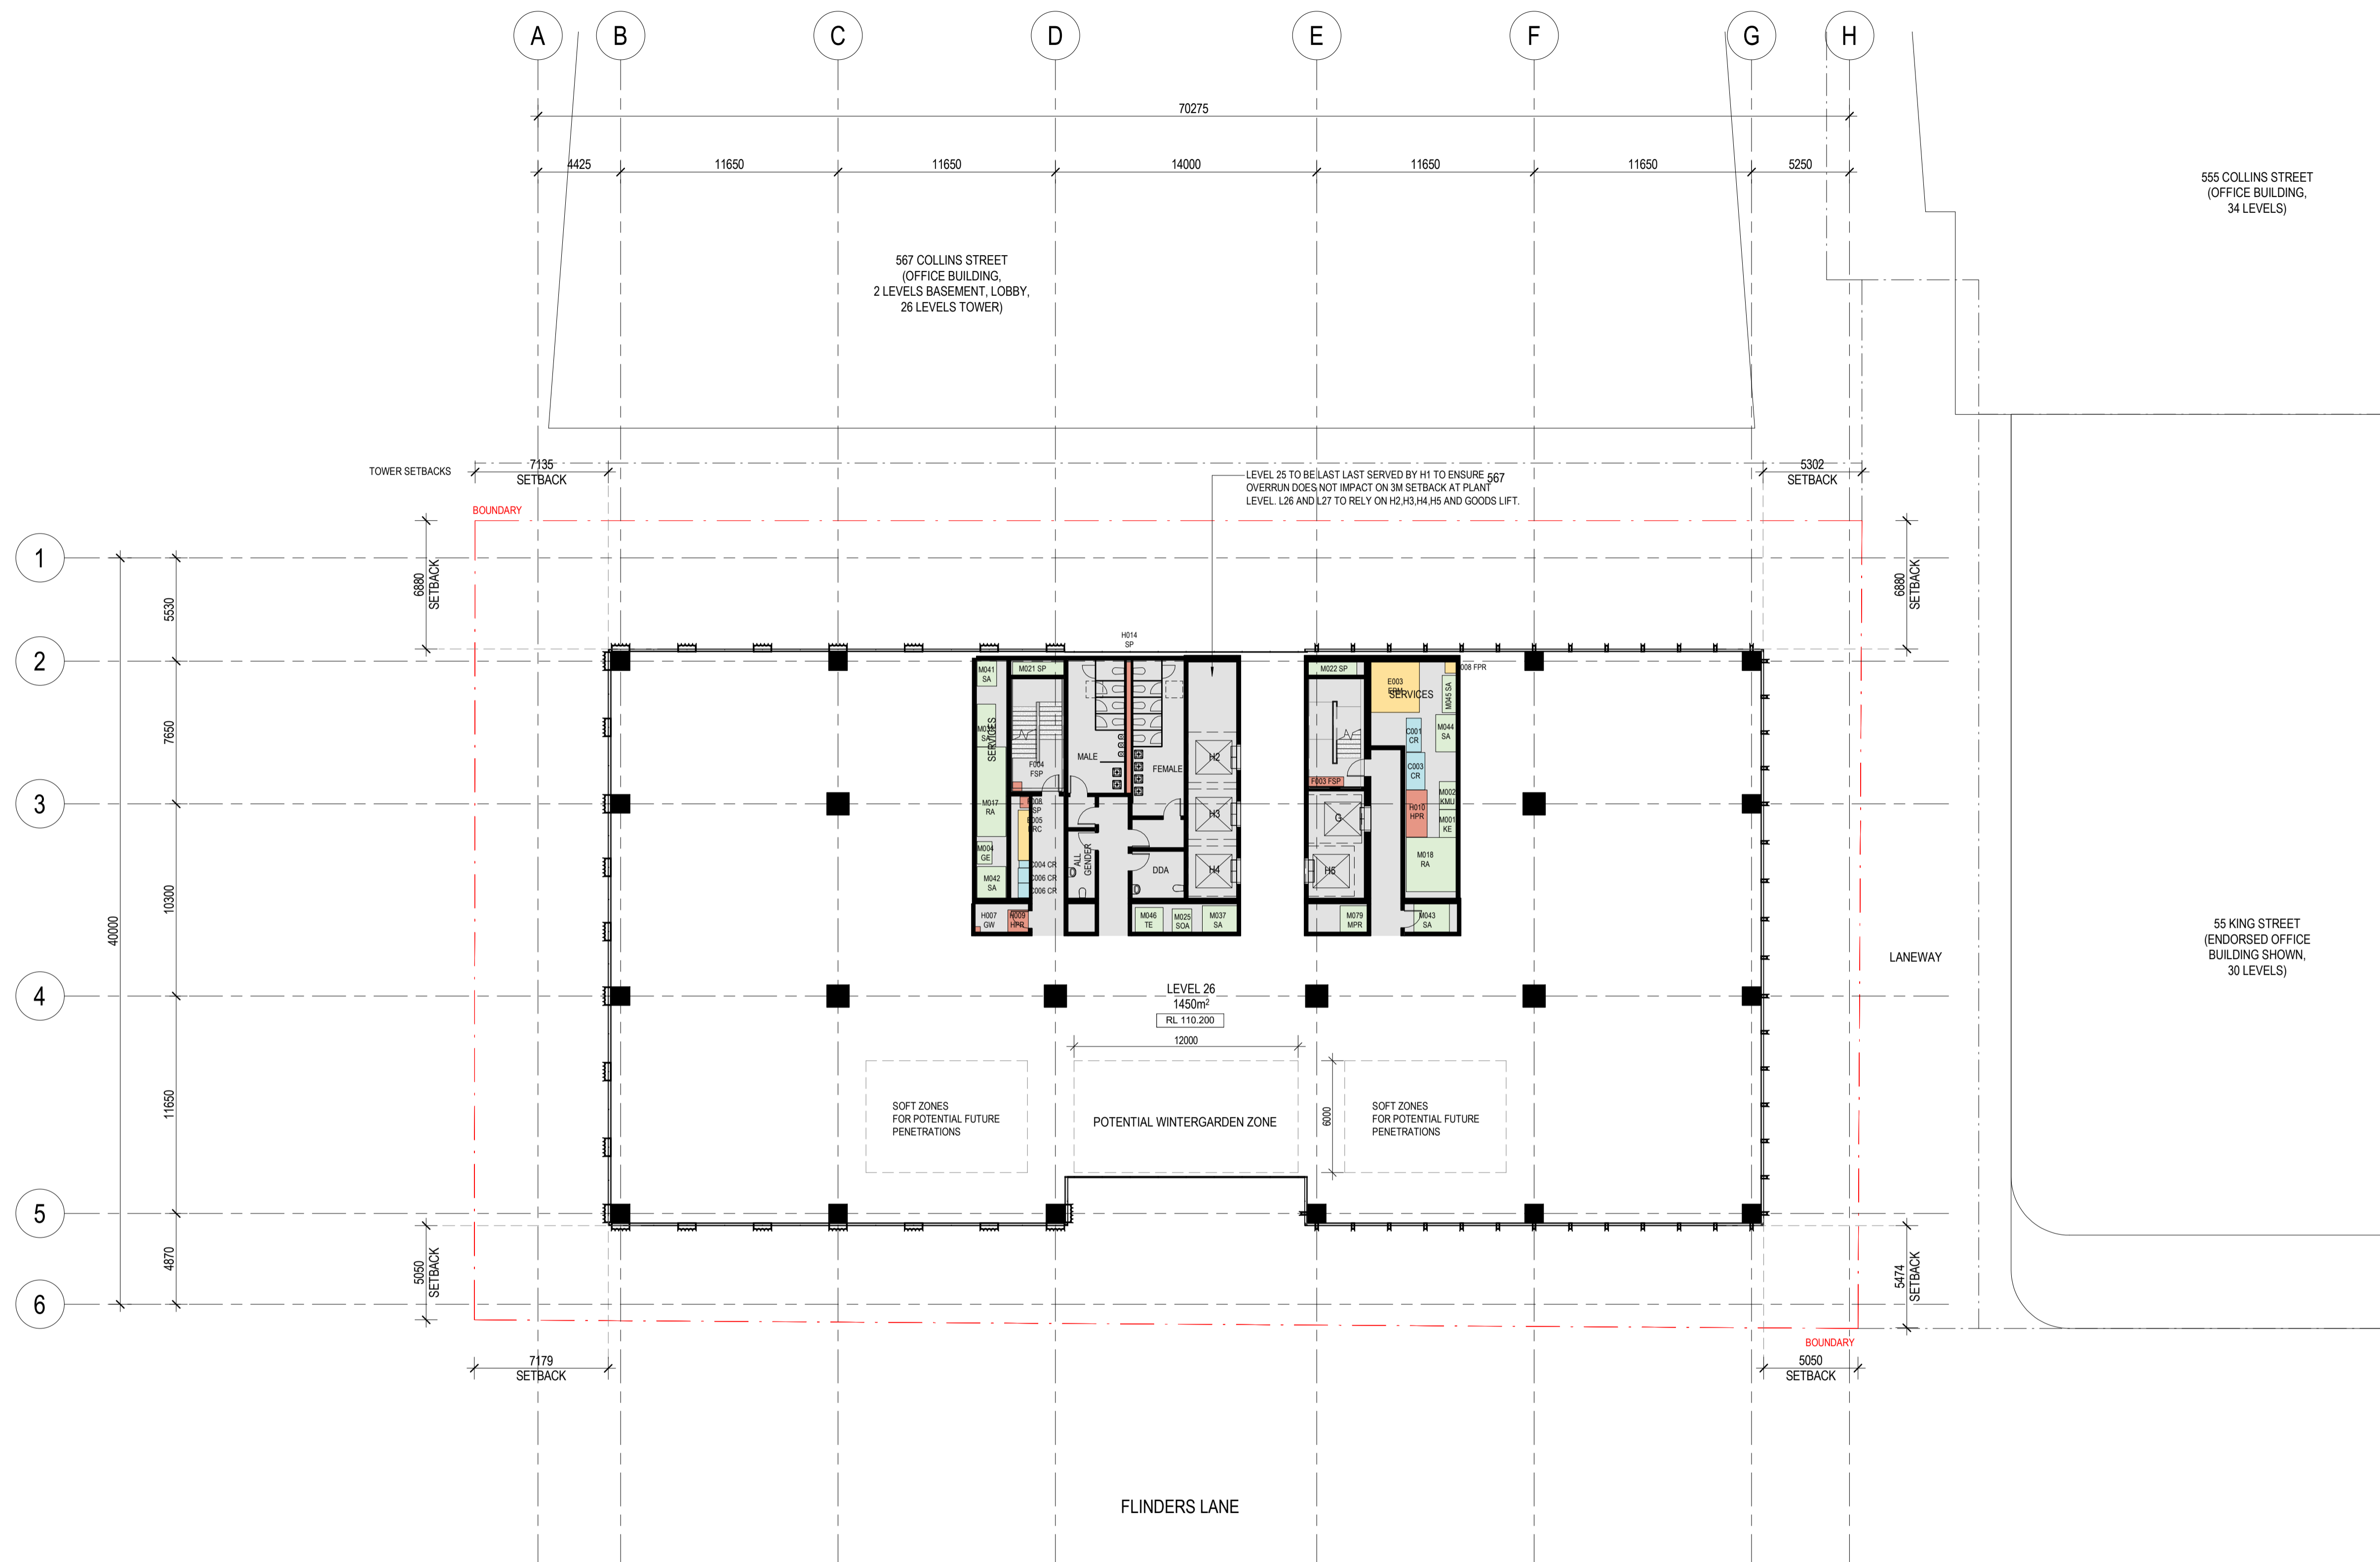 A B C D E F G H
70275
4425 11650 11650 14000 11650 11650 5250
555 COLLINS STREET
(OFFICE BUILDING,
34 LEVELS)
567 COLLINS STREET
(OFFICE BUILDING,
2 LEVELS BASEMENT, LOBBY,
26 LEVELS TOWER)
TOWER SETBACKS
7135
SETBACK
5302
SETBACK
LEVEL 25 TO BE LAST LAST SERVED BY H1 TO ENSURE
OVERRUN DOES NOT IMPACT ON 3M SETBACK AT PLANT
LEVEL. L26 AND L27 TO RELY ON H2,H3,H4,H5 AND GOODS LIFT.
567
BOUNDARY
1
2
3
4
5
6
40000
5530
7650
10300
11650
4870
6880
SETBACK
6880
SETBACK
H014
SP
M041
SA
M021 SP
SERVICES
F004
FSP
M017
RA
M004
GE
M042
SA
H007
GW
H009
HPR
C004 CR
C006 CR
C006 CR
MALE
FEMALE
ALL
GENDER
DDA
M046
TE
M025
SOA
M037
SA
H2
H3
H4
M022 SP
E003
SERVICES
008 FPR
M045 SA
M044
SA
C001
CR
C003
CR
F003 FSP
G
H5
M002
KMU
M001
KE
H010
HPR
M018
RA
M079
MPR
M043
SA
LEVEL 26
1450m²
RL 110.200
12000
6000
SOFT ZONES
FOR POTENTIAL FUTURE
PENETRATIONS
POTENTIAL WINTERGARDEN ZONE
SOFT ZONES
FOR POTENTIAL FUTURE
PENETRATIONS
LANEWAY
55 KING STREET
(ENDORSED OFFICE
BUILDING SHOWN,
30 LEVELS)
5050
SETBACK
5474
SETBACK
BOUNDARY
7179
SETBACK
5050
SETBACK
FLINDERS LANE